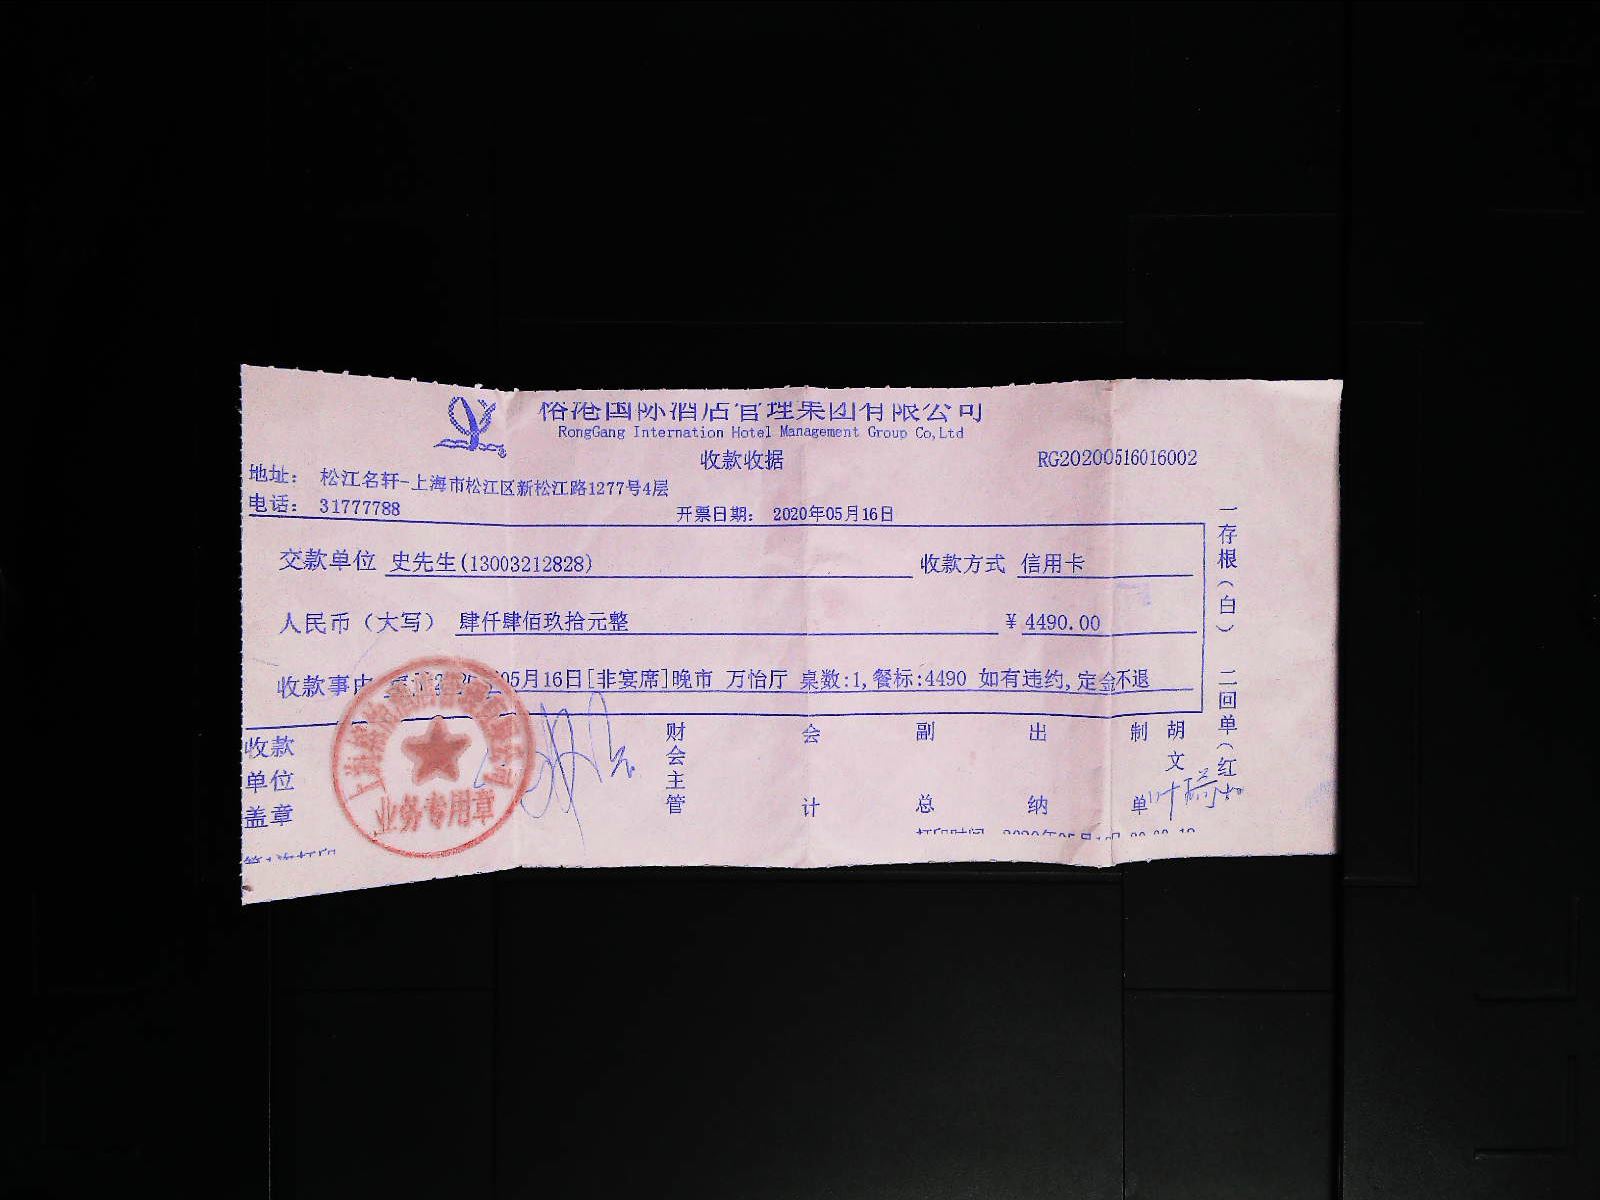 裕港国际酒店管理集团有限公司
RongGang Internation Hotel Management Group Co,Ltd
收款收据
RG20200516016002
地址： 松江名轩-上海市松江区新松江路1277号4层
电话： 31777788
开票日期： 2020年05月16日
交款单位 史先生(13003212828) 收款方式 信用卡
人民币（大写） 肆仟肆佰玖拾元整 ¥ 4490.00
收款事由 05月16日[非宴席]晚市 万怡厅 桌数:1,餐标:4490 如有违约,定金不退
收款单位盖章
财会主管
会计
副总
出纳
制单
胡文
一存根（白） 二回单（红
业务专用章